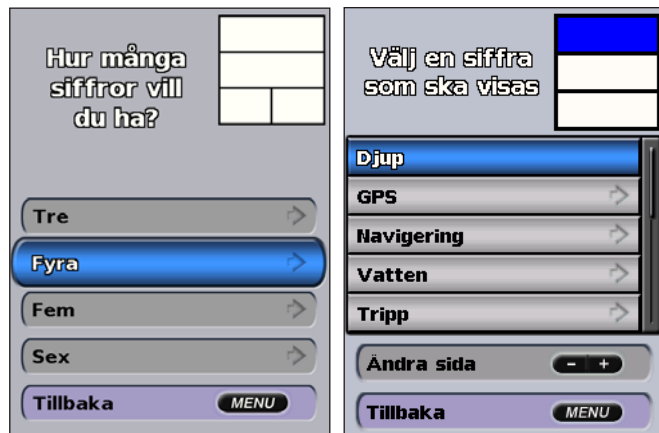 Hur många
siffror vill
du ha?
Tre
Fyra
Fem
Sex
Tillbaka MENU
Välj en siffra
som ska visas
Djup
GPS
Navigering
Vatten
Tripp
Ändra sida - +
Tillbaka MENU